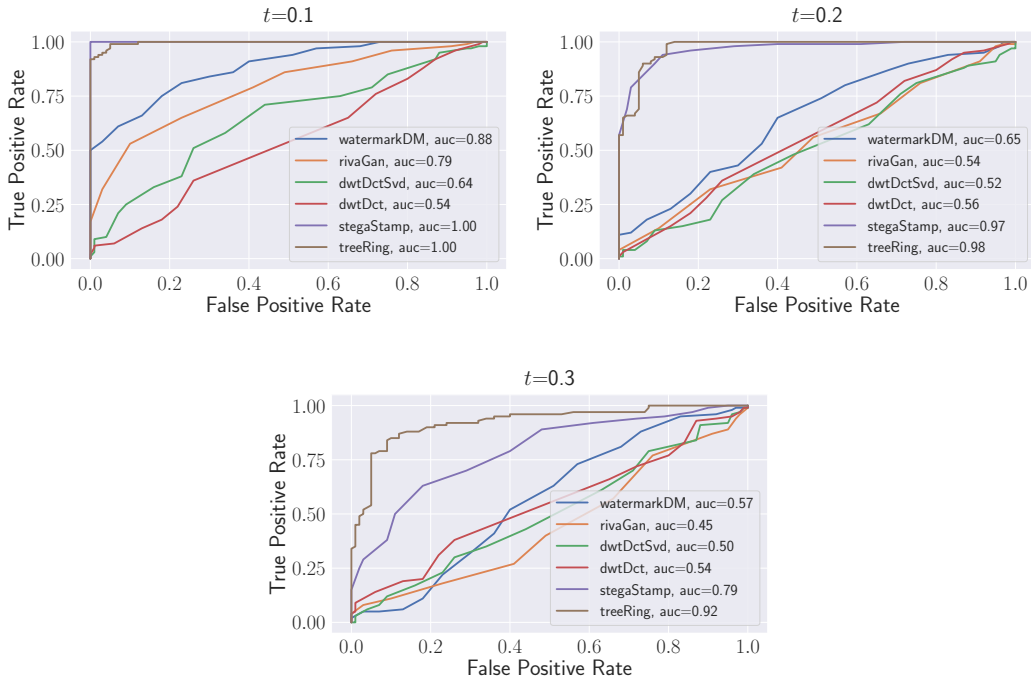 t=0.1
1.00
0.75
0.50
0.25
0.00
True Positive Rate
watermarkDM, auc=0.88
rivaGan, auc=0.79
dwtDctSvd, auc=0.64
dwtDct, auc=0.54
stegaStamp, auc=1.00
treeRing, auc=1.00
0.0 0.2 0.4 0.6 0.8 1.0
False Positive Rate
t=0.2
1.00
0.75
0.50
0.25
0.00
True Positive Rate
watermarkDM, auc=0.65
rivaGan, auc=0.54
dwtDctSvd, auc=0.52
dwtDct, auc=0.56
stegaStamp, auc=0.97
treeRing, auc=0.98
0.0 0.2 0.4 0.6 0.8 1.0
False Positive Rate
t=0.3
1.00
0.75
0.50
0.25
0.00
True Positive Rate
watermarkDM, auc=0.57
rivaGan, auc=0.45
dwtDctSvd, auc=0.50
dwtDct, auc=0.54
stegaStamp, auc=0.79
treeRing, auc=0.92
0.0 0.2 0.4 0.6 0.8 1.0
False Positive Rate